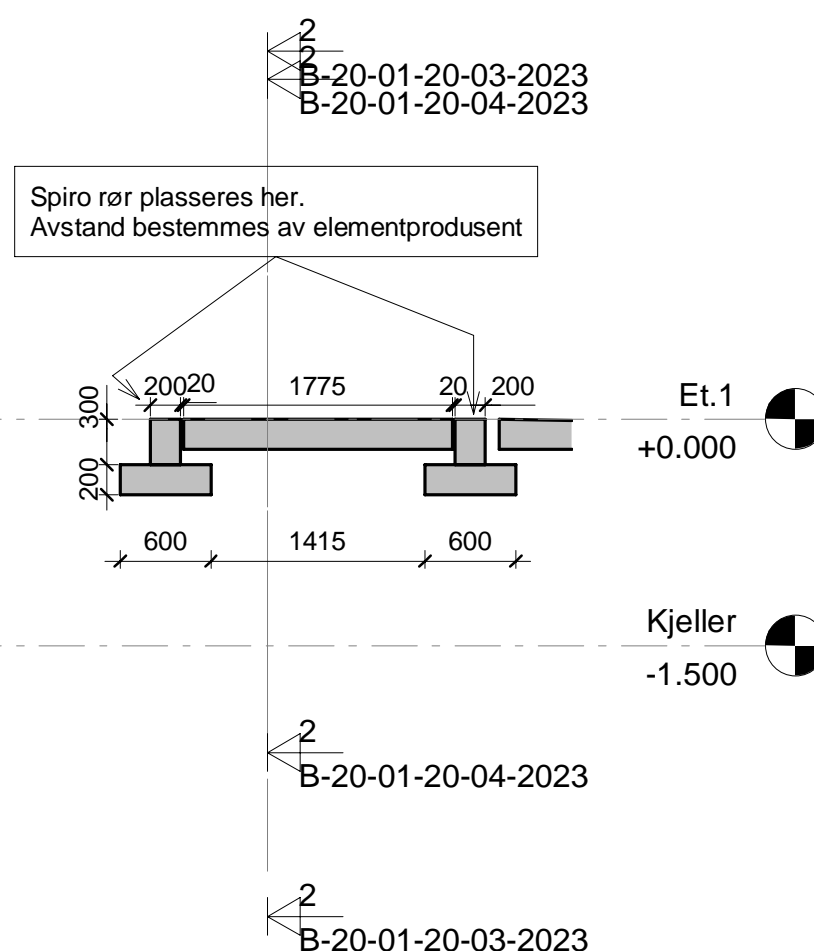 2
2
B-20-01-20-03-2023
B-20-01-20-04-2023
Spiro rør plasseres her.
Avstand bestemmes av elementprodusent
200 20 1775 20 200
300
200
Et.1
+0.000
600 1415 600
Kjeller
-1.500
2
B-20-01-20-04-2023
2
B-20-01-20-03-2023